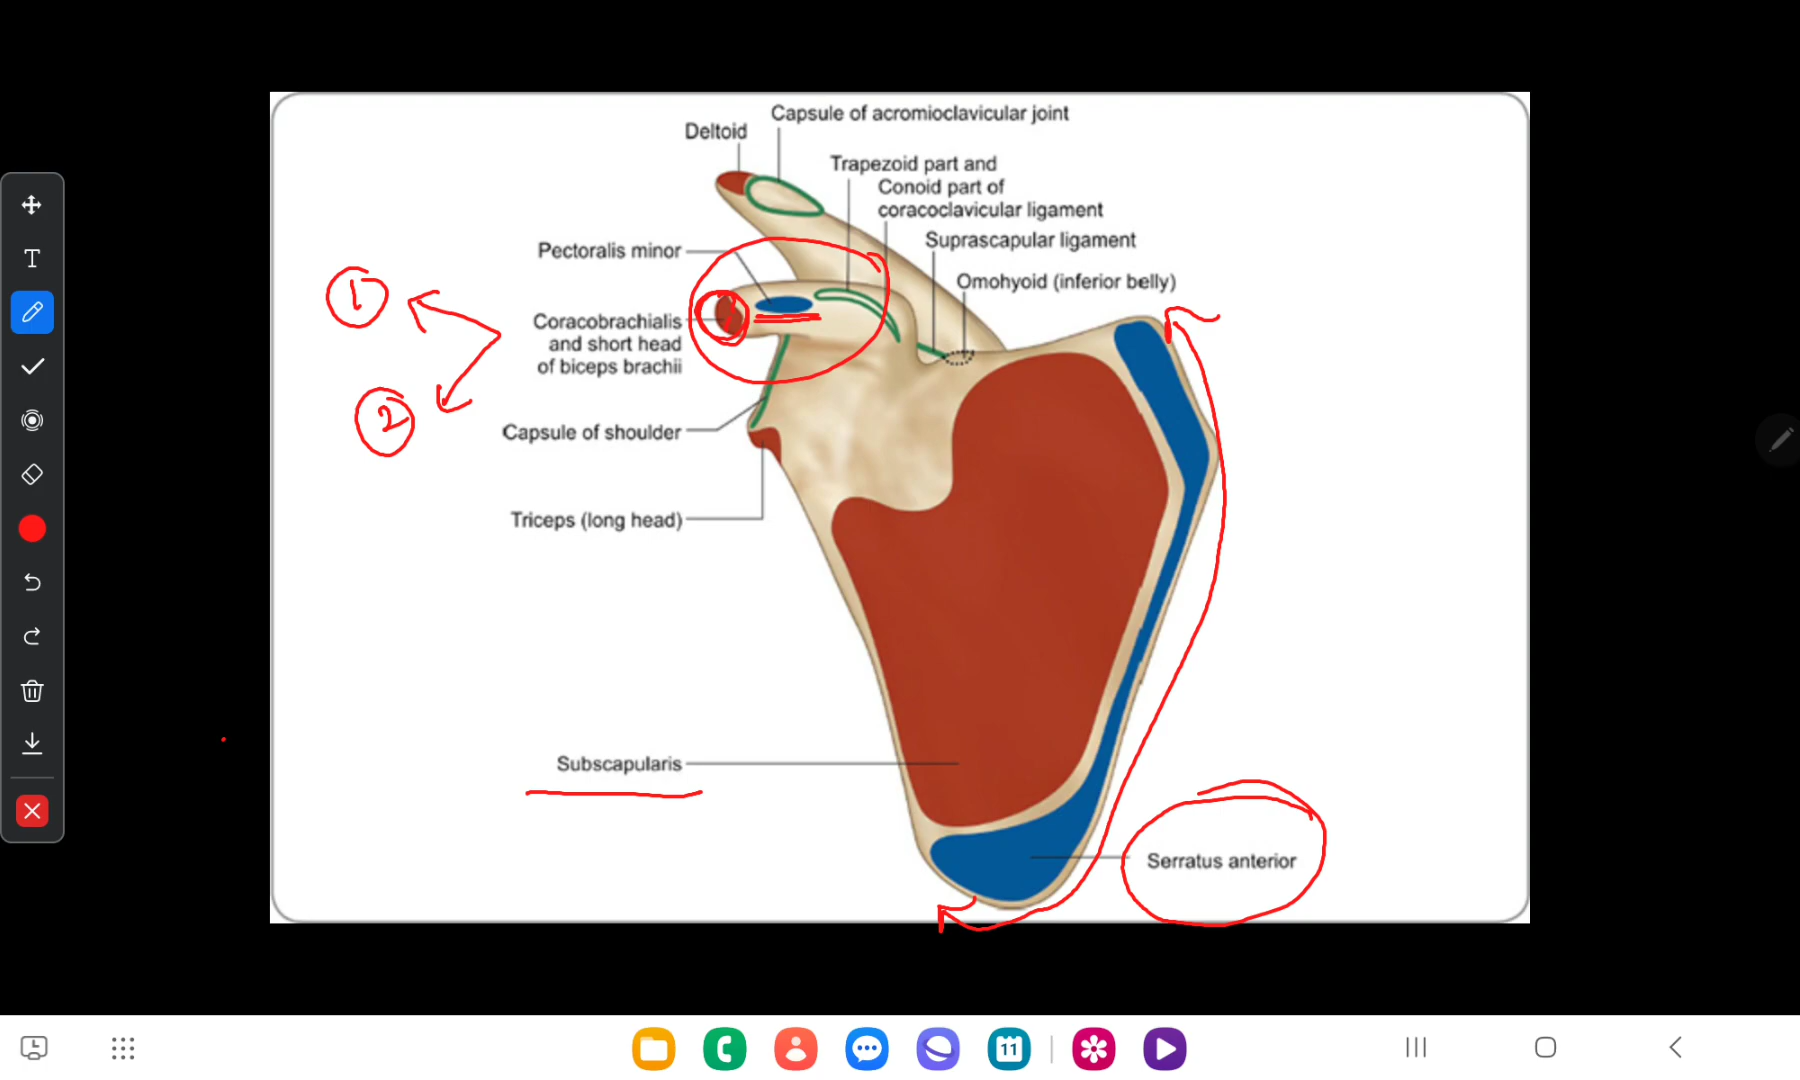 Capsule of acromioclavicular joint
Deltoid
Trapezoid part and
Conoid part of
coracoclavicular ligament
Suprascapular ligament
Pectoralis minor
Omohyoid (inferior belly)
1
Coracobrachialis
and short head
of biceps brachii
2
Capsule of shoulder
Triceps (long head)
Subscapularis
Serratus anterior
T
11